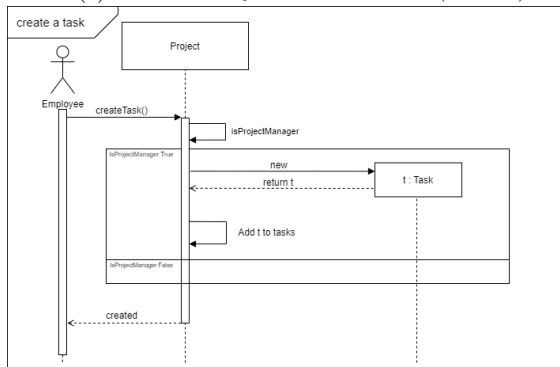 create a task
Project
Employee
createTask()
isProjectManager
IsProjectManager True
new
return t
t : Task
Add t to tasks
IsProjectManager False
created